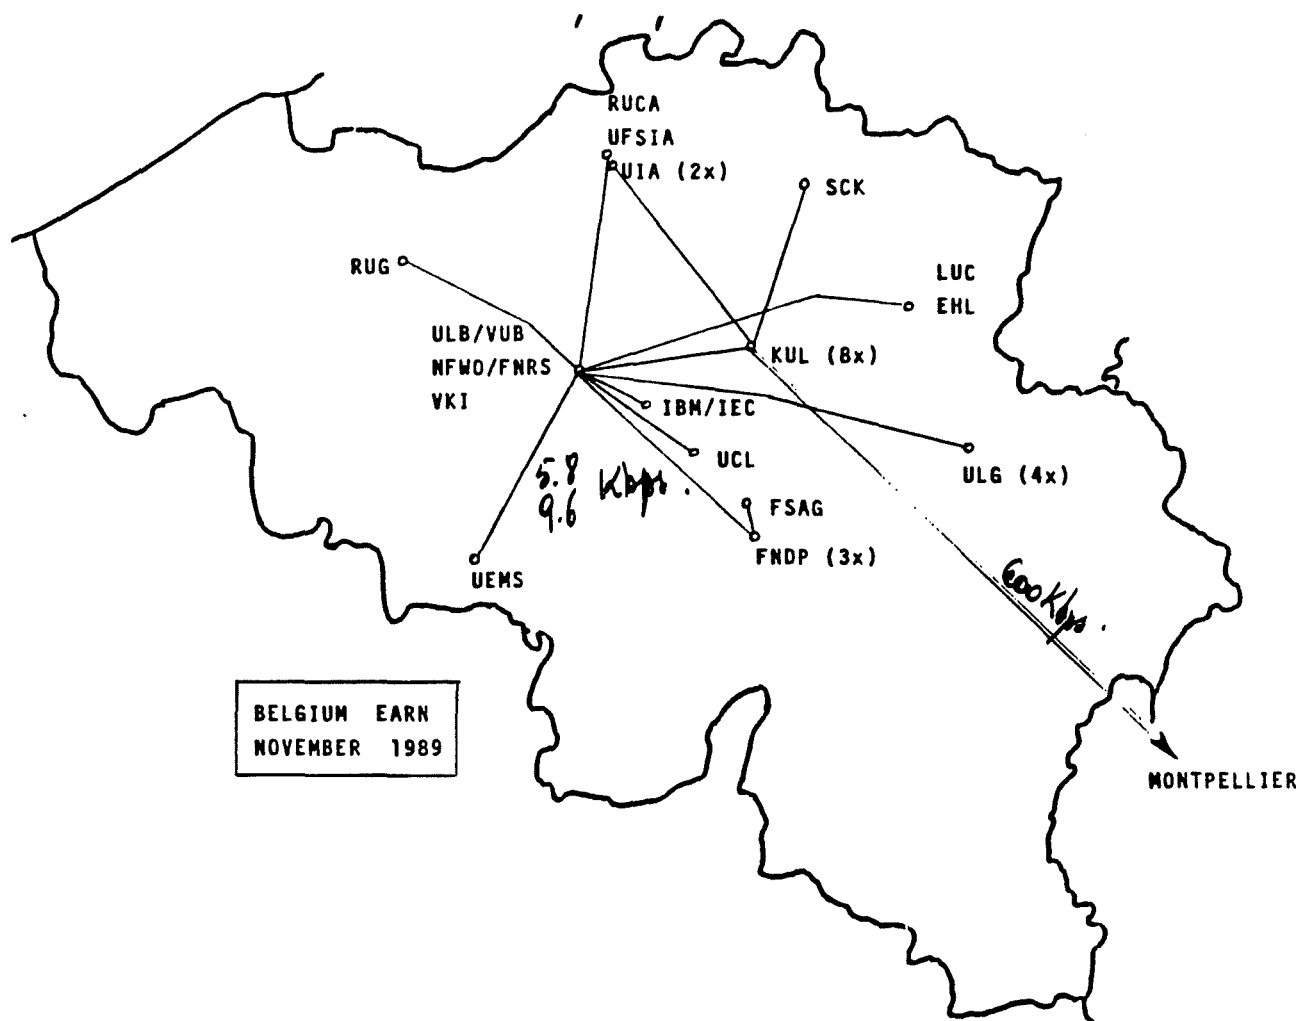 RUCA
UFSIA
UIA (2x)
SCK
RUG
LUC
EHL
ULB/VUB
NFWO/FNRS
VKI
KUL (8x)
IBM/IEC
UCL
ULG (4x)
5.8
9.6 Kbps.
FSAG
FNDP (3x)
UEMS
600 Kbps.
BELGIUM EARN
NOVEMBER 1989
MONTPELLIER